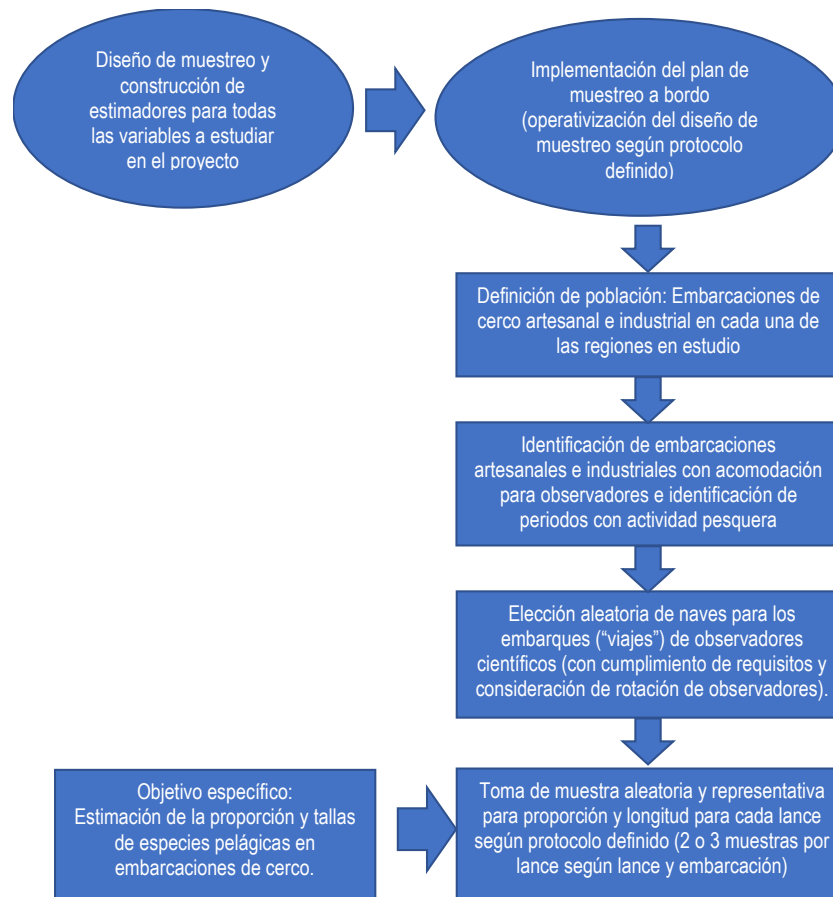 Diseño de muestreo y
construcción de
estimadores para todas
las variables a estudiar
en el proyecto
Implementación del plan de
muestreo a bordo
(operativización del diseño de
muestreo según protocolo
definido)
Definición de población: Embarcaciones de
cerco artesanal e industrial en cada una de
las regiones en estudio
Identificación de embarcaciones
artesanales e industriales con acomodación
para observadores e identificación de
periodos con actividad pesquera
Elección aleatoria de naves para los
embarques (“viajes”) de observadores
científicos (con cumplimiento de requisitos y
consideración de rotación de observadores).
Objetivo específico:
Estimación de la proporción y tallas
de especies pelágicas en
embarcaciones de cerco.
Toma de muestra aleatoria y representativa
para proporción y longitud para cada lance
según protocolo definido (2 o 3 muestras por
lance según lance y embarcación)